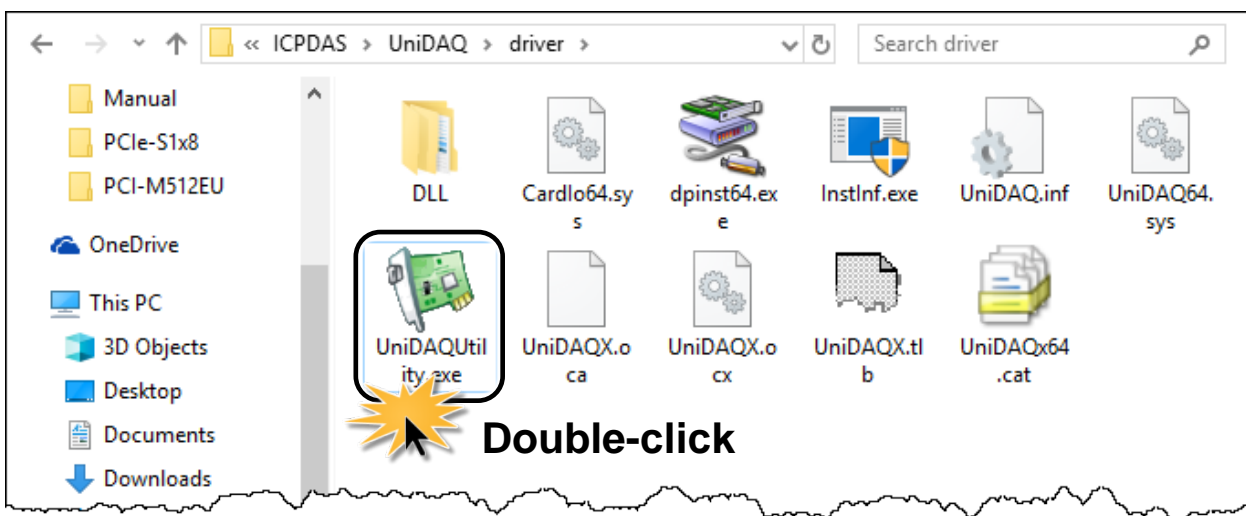 « ICPDAS > UniDAQ > driver >
Search driver
Manual
PCIe-S1x8
PCI-M512EU
OneDrive
This PC
3D Objects
Desktop
Documents
Downloads
DLL
CardIo64.sy
s
dpinst64.ex
e
InstInf.exe
UniDAQ.inf
UniDAQ64.
sys
UniDAQUtil
ity.exe
UniDAQX.o
ca
UniDAQX.o
cx
UniDAQX.tl
b
UniDAQx64
.cat
Double-click